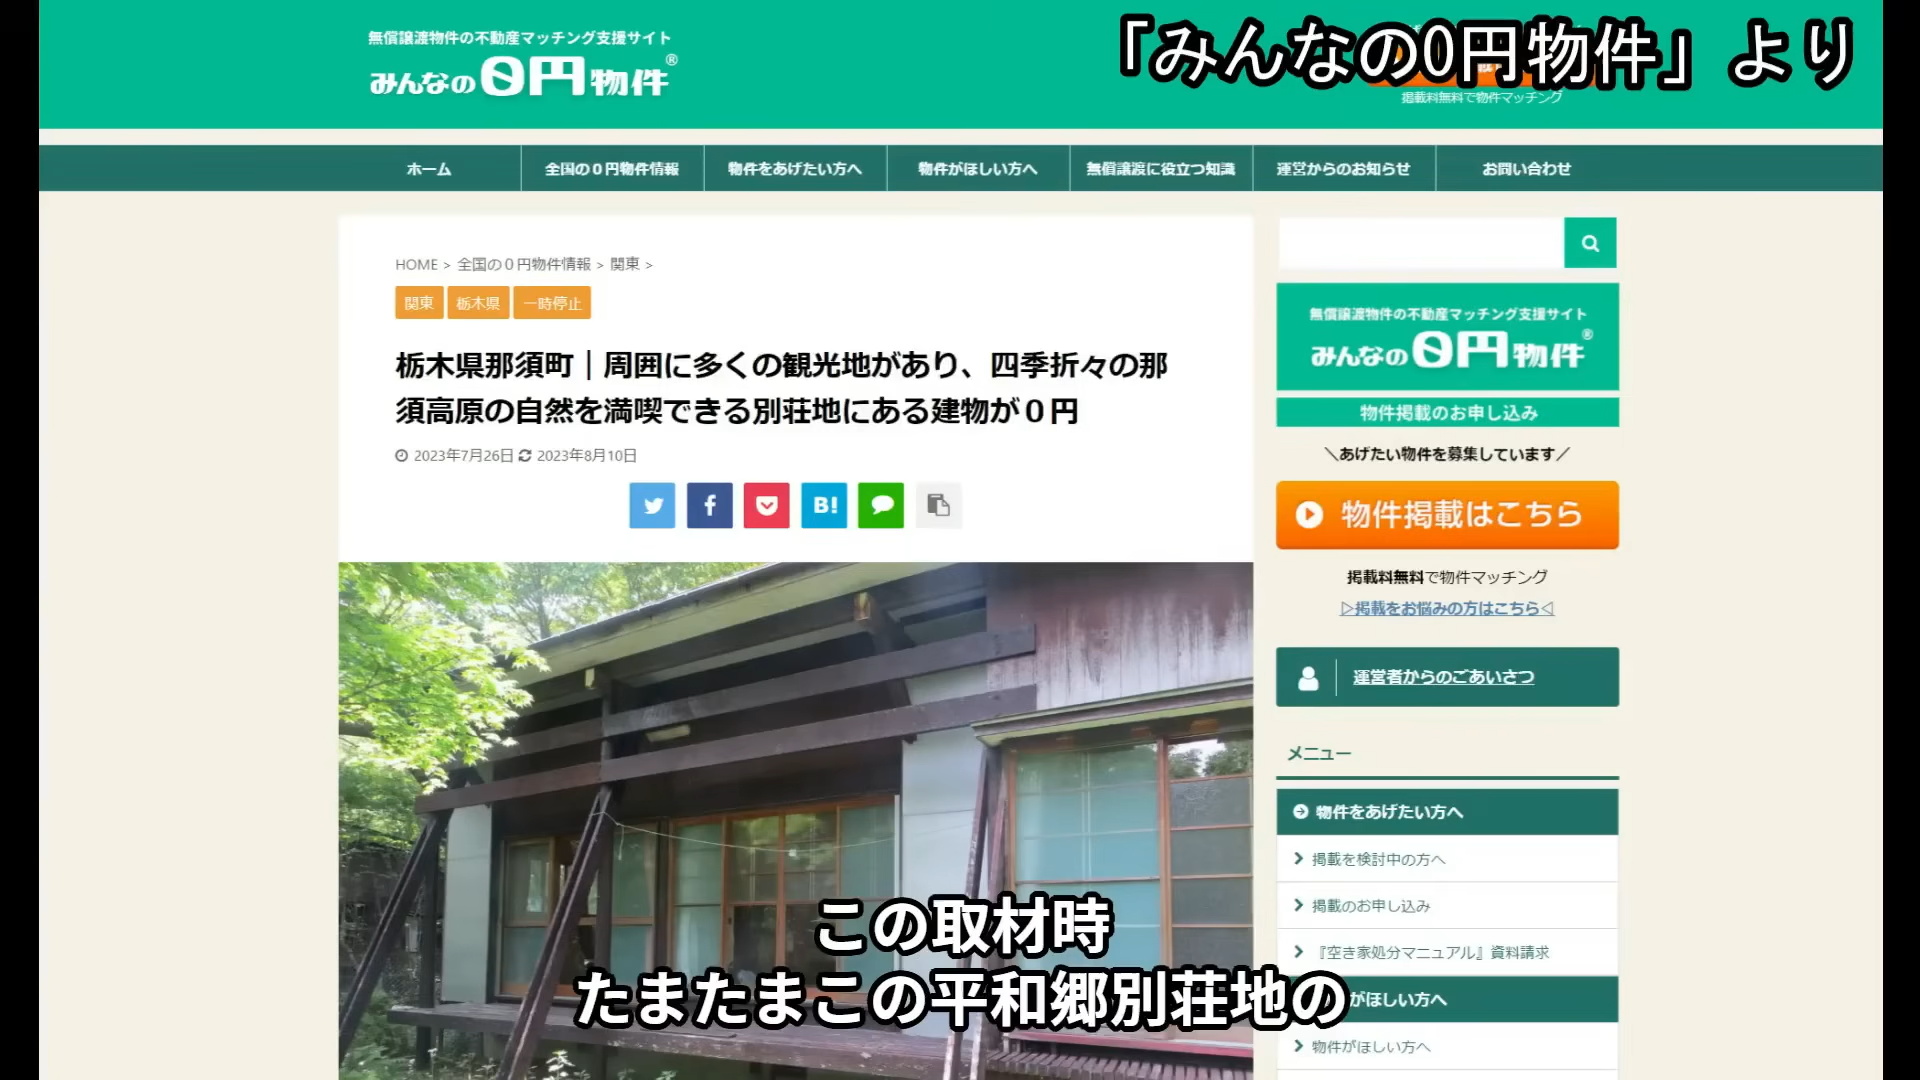 無償譲渡物件の不動産マッチング支援サイト
みんなの0円物件®
「みんなの0円物件」より
掲載料無料で物件マッチング
ホーム
全国の０円物件情報
物件をあげたい方へ
物件がほしい方へ
無償譲渡に役立つ知識
運営からのお知らせ
お問い合わせ
HOME > 全国の０円物件情報 > 関東 >
関東 栃木県 一時停止
栃木県那須町｜周囲に多くの観光地があり、四季折々の那
須高原の自然を満喫できる別荘地にある建物が０円
2023年7月26日 2023年8月10日
B!
無償譲渡物件の不動産マッチング支援サイト
みんなの0円物件®
物件掲載のお申し込み
＼あげたい物件を募集しています／
物件掲載はこちら
掲載料無料で物件マッチング
▷掲載をお悩みの方はこちら◁
運営者からのごあいさつ
メニュー
物件をあげたい方へ
掲載を検討中の方へ
掲載のお申し込み
『空き家処分マニュアル』資料請求
がほしい方へ
物件がほしい方へ
この取材時
たまたまこの平和郷別荘地の